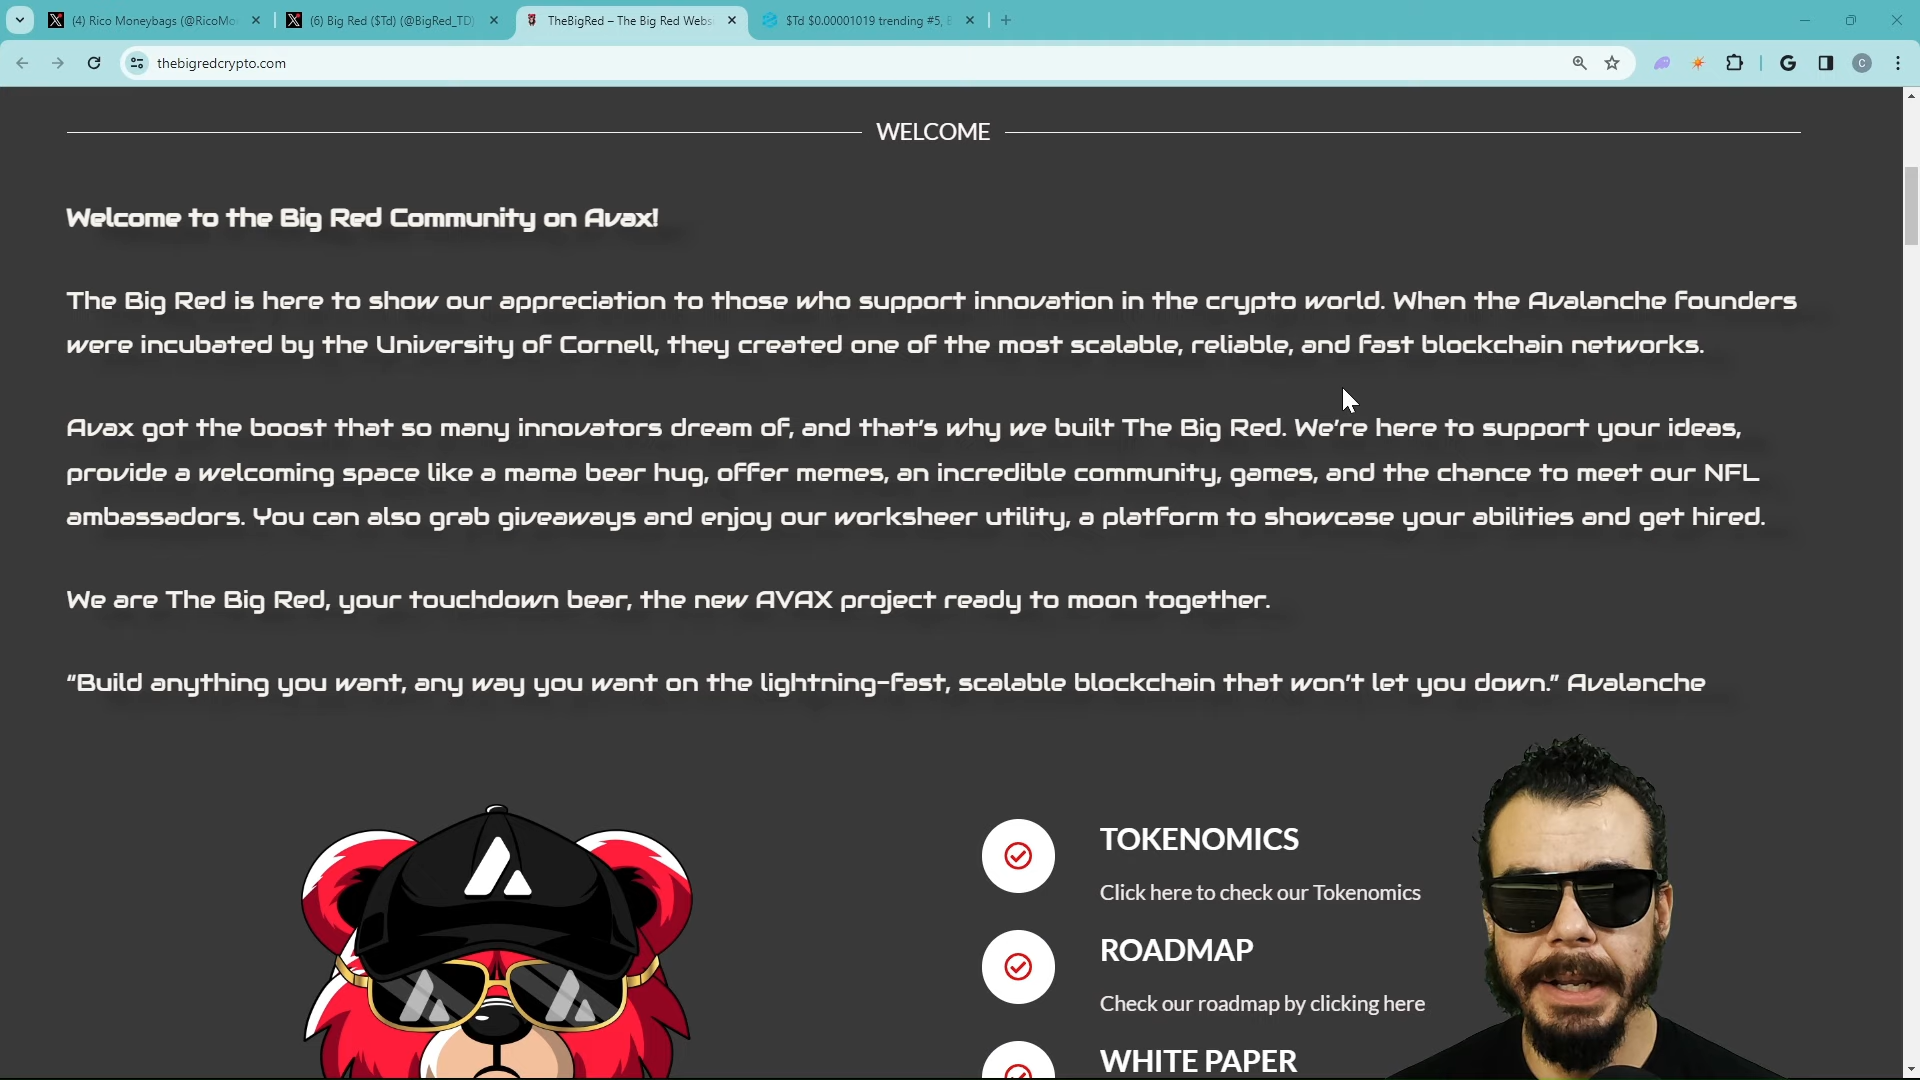 (4) Rico Moneybags (@RicoMo
(6) Big Red ($Td) (@BigRed_TD)
TheBigRed – The Big Red Webs
$Td $0.00001019 trending #5,
thebigredcrypto.com
WELCOME
Welcome to the Big Red Community on Avax!
The Big Red is here to show our appreciation to those who support innovation in the crypto world. When the Avalanche founders
were incubated by the University of Cornell, they created one of the most scalable, reliable, and fast blockchain networks.
Avax got the boost that so many innovators dream of, and that’s why we built The Big Red. We’re here to support your ideas,
provide a welcoming space like a mama bear hug, offer memes, an incredible community, games, and the chance to meet our NFL
ambassadors. You can also grab giveaways and enjoy our worksheer utility, a platform to showcase your abilities and get hired.
We are The Big Red, your touchdown bear, the new AVAX project ready to moon together.
“Build anything you want, any way you want on the lightning-fast, scalable blockchain that won’t let you down.” Avalanche
TOKENOMICS
Click here to check our Tokenomics
ROADMAP
Check our roadmap by clicking here
WHITE PAPER